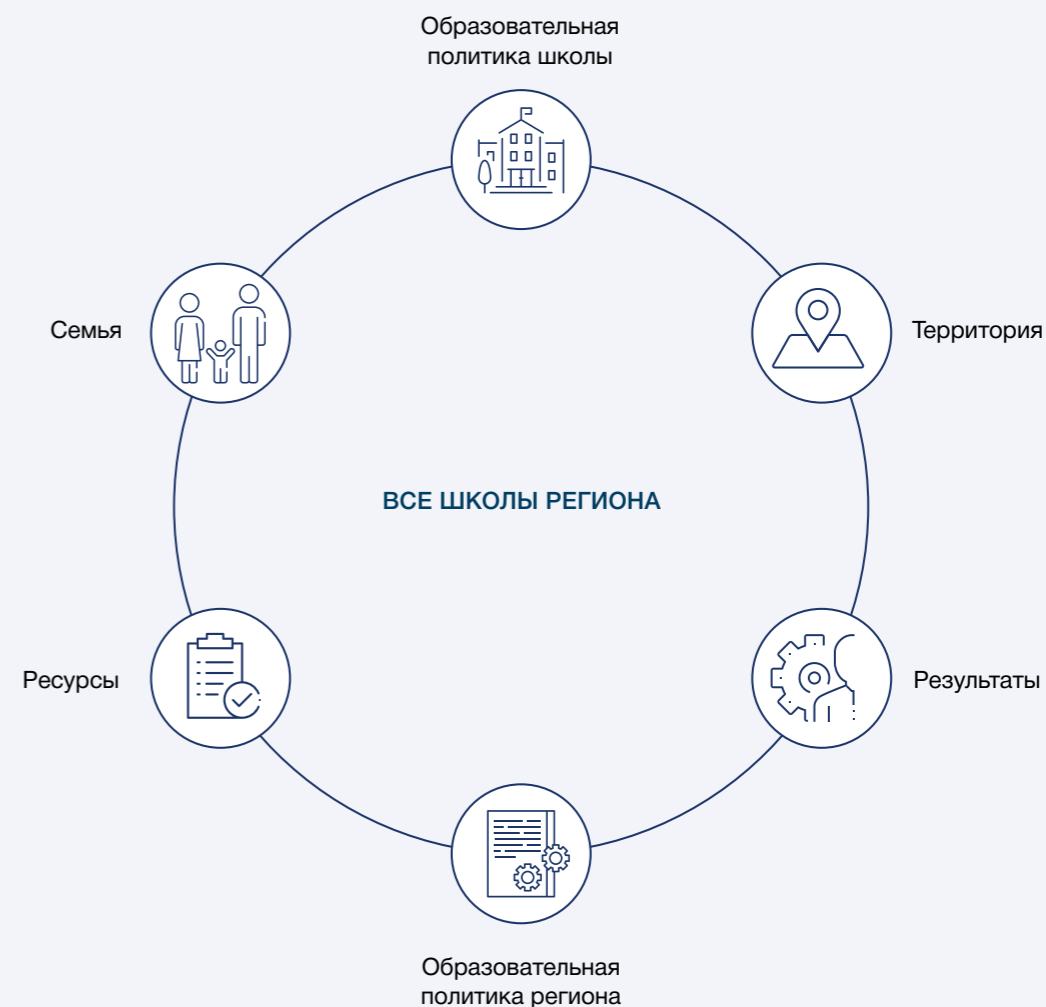 Образовательная
политика школы
Семья
Территория
ВСЕ ШКОЛЫ РЕГИОНА
Ресурсы
Результаты
Образовательная
политика региона